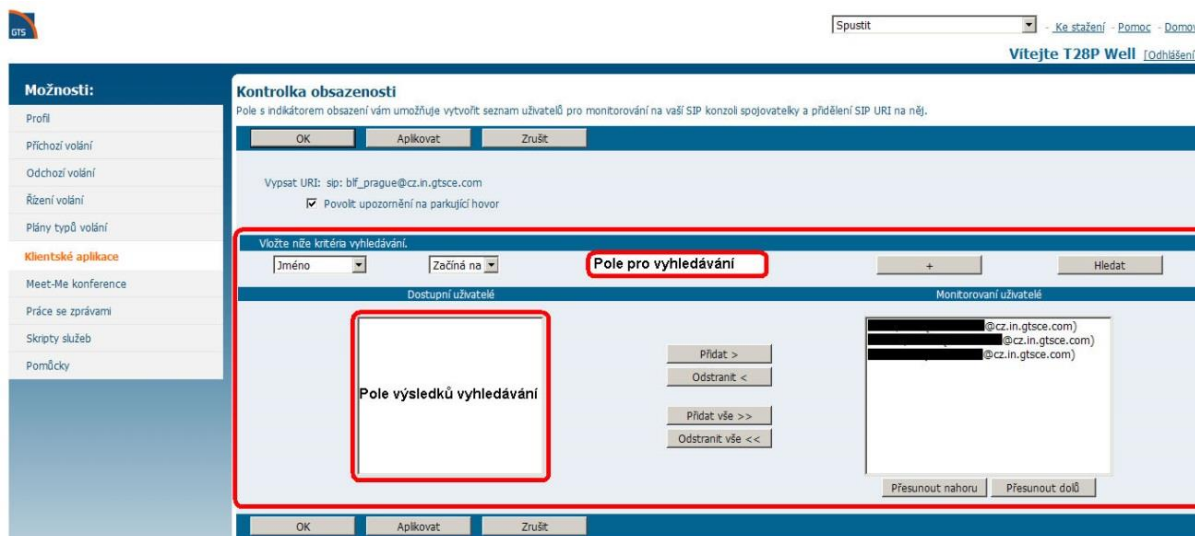 GTS
Spustit - Ke stažení - Pomoc - Domov
Vítejte T28P Well [Odhlášení
Možnosti:
Profil
Příchozí volání
Odchozí volání
Řízení volání
Plány typů volání
Klientské aplikace
Meet-Me konference
Práce se zprávami
Skripty služeb
Pomůcky
Kontrolka obsazenosti
Pole s indikátorem obsazení vám umožňuje vytvořit seznam uživatelů pro monitorování na vaší SIP konzoli spojovatelky a přidělení SIP URI na něj.
OK Aplikovat Zrušit
Vypsat URI: sip: blf_prague@cz.in.gtsce.com
Povolit upozornění na parkující hovor
Vložte níže kritéria vyhledávání.
Jméno Začíná na Pole pro vyhledávání + Hledat
Dostupní uživatelé Monitorovaní uživatelé
@cz.in.gtsce.com)
@cz.in.gtsce.com)
@cz.in.gtsce.com)
Přidat >
Odstranit <
Pole výsledků vyhledávání
Přidat vše >>
Odstranit vše <<
Přesunout nahoru Přesunout dolů
OK Aplikovat Zrušit